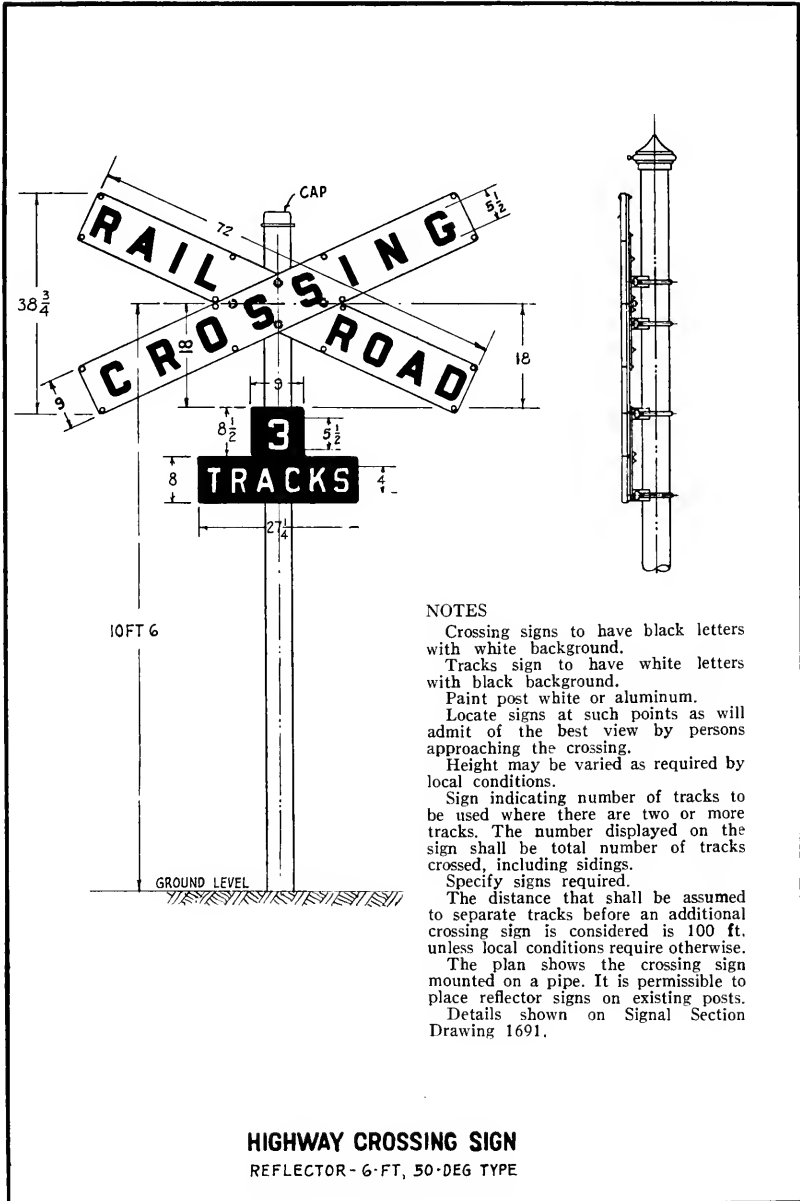 CAP
RAIL
CROSSING
ROAD
72
5 1/2
38 3/4
18
18
9
9
8 1/2
3
5 1/2
8
TRACKS
4
27 1/4
10FT 6
GROUND LEVEL
NOTES
Crossing signs to have black letters
with white background.
Tracks sign to have white letters
with black background.
Paint post white or aluminum.
Locate signs at such points as will
admit of the best view by persons
approaching the crossing.
Height may be varied as required by
local conditions.
Sign indicating number of tracks to
be used where there are two or more
tracks. The number displayed on the
sign shall be total number of tracks
crossed, including sidings.
Specify signs required.
The distance that shall be assumed
to separate tracks before an additional
crossing sign is considered is 100 ft.
unless local conditions require otherwise.
The plan shows the crossing sign
mounted on a pipe. It is permissible to
place reflector signs on existing posts.
Details shown on Signal Section
Drawing 1691.
HIGHWAY CROSSING SIGN
REFLECTOR - 6-FT, 50-DEG TYPE